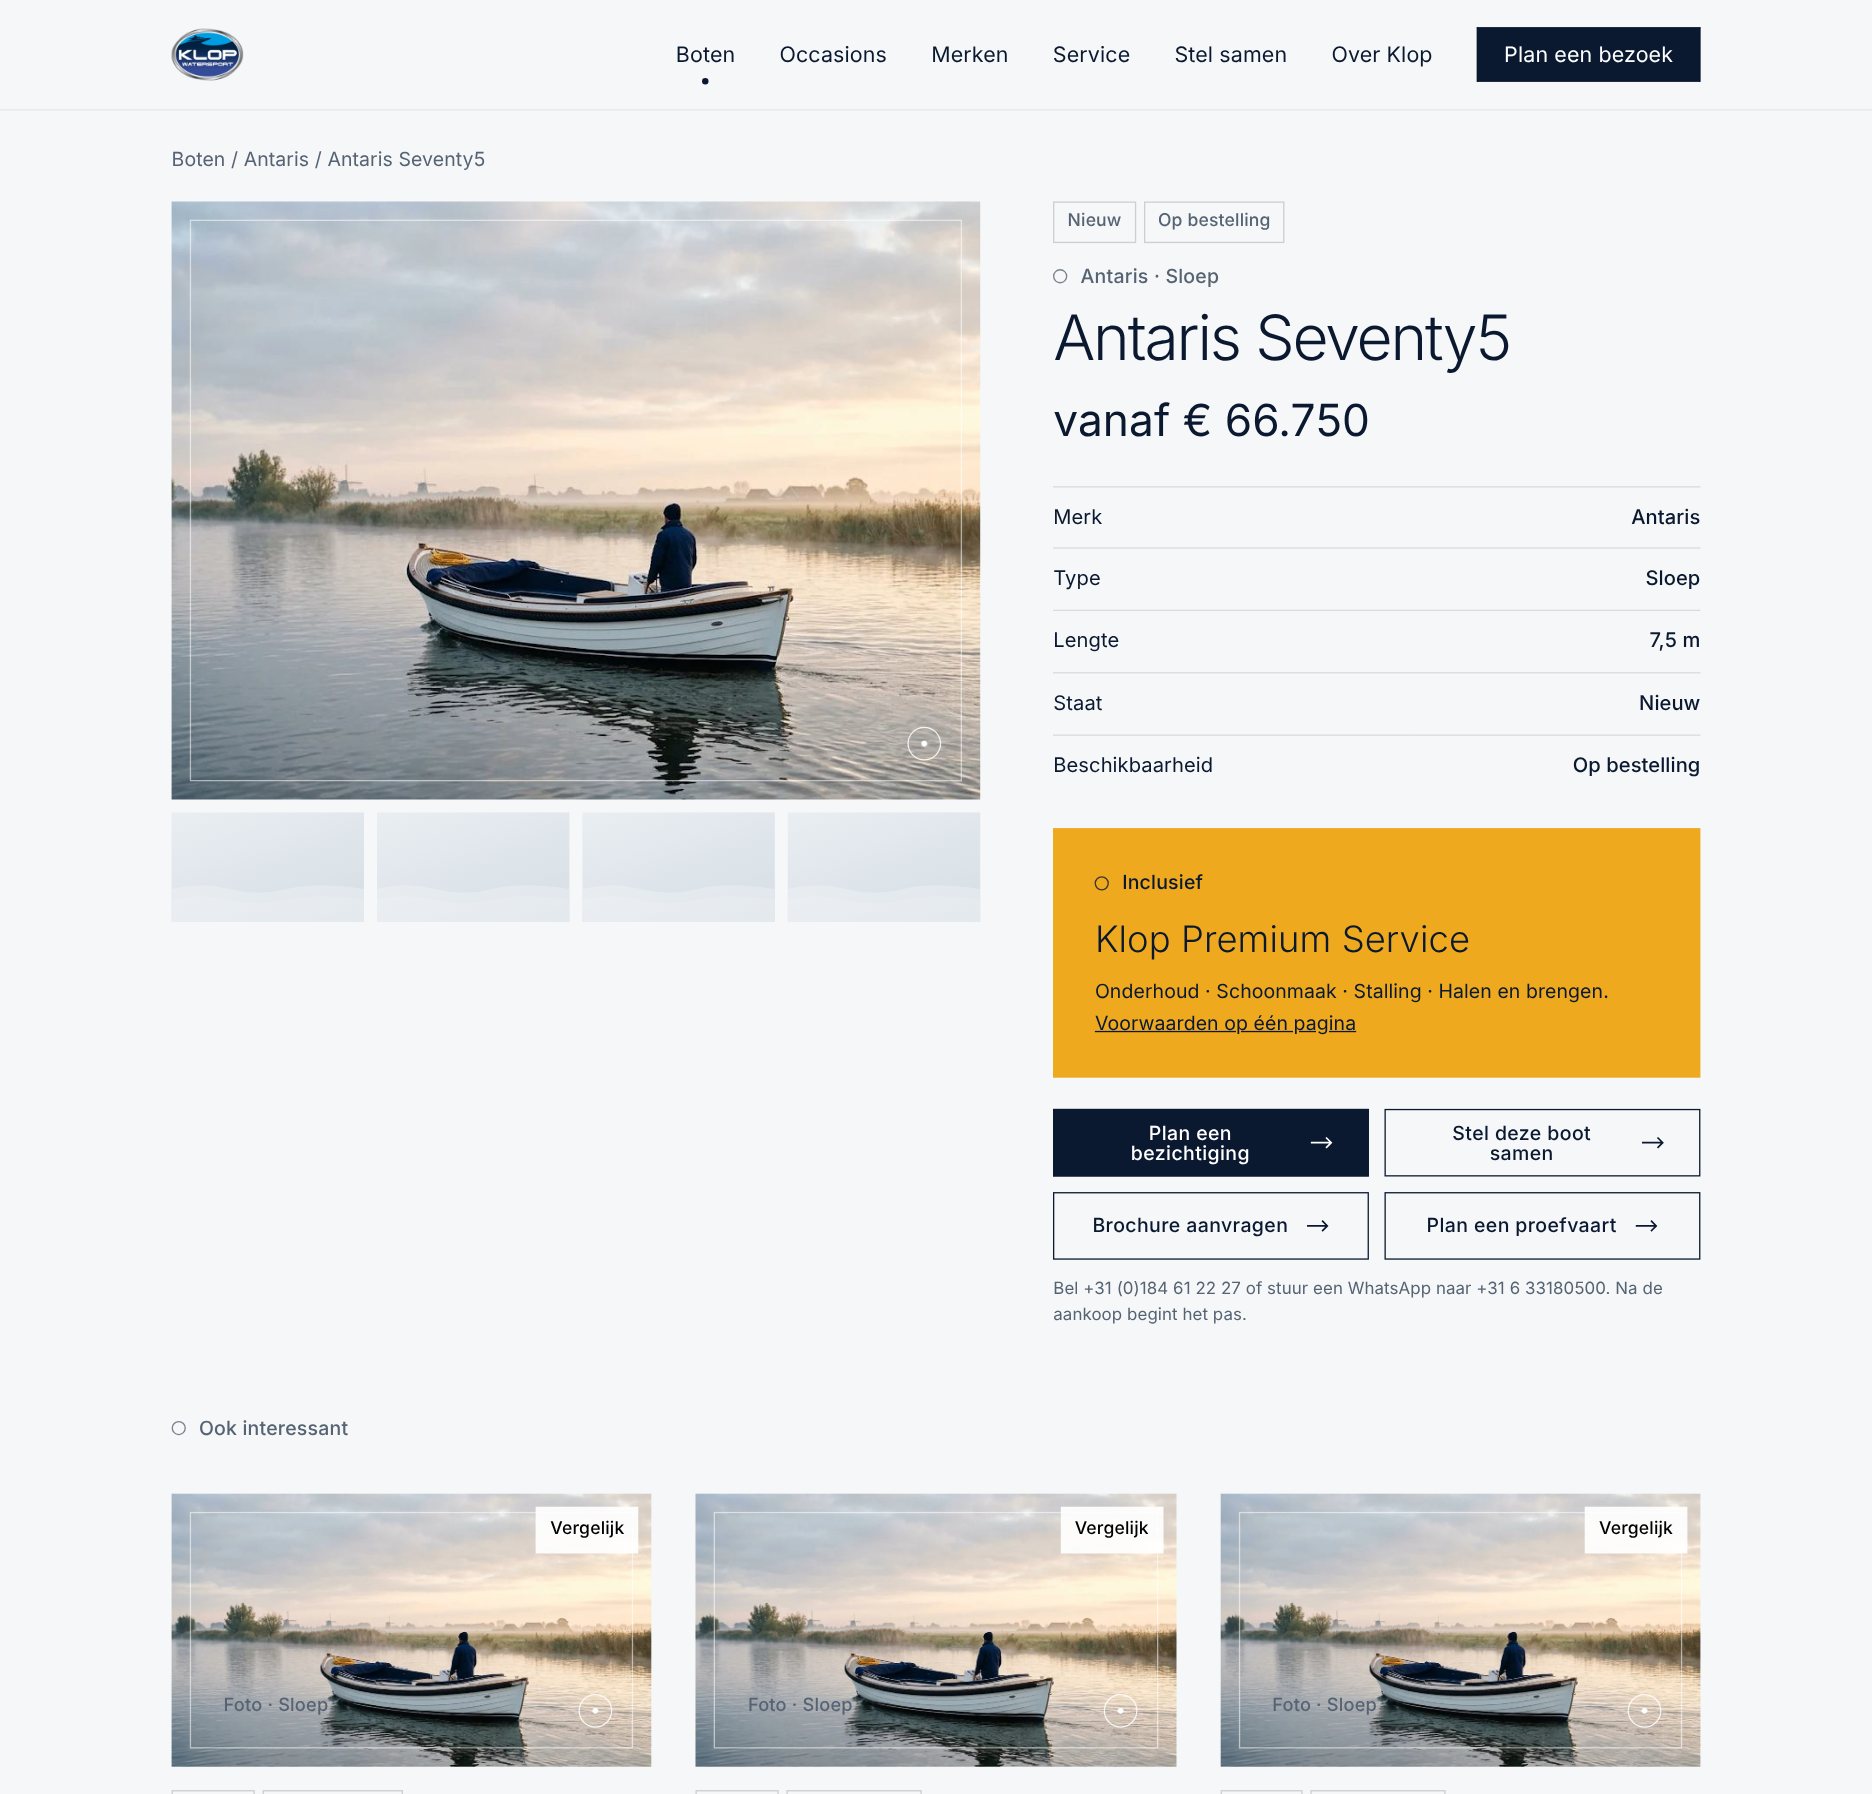 KLOP
WATERSPORT
Boten
Occasions
Merken
Service
Stel samen
Over Klop
Plan een bezoek
Boten / Antaris / Antaris Seventy5
Nieuw
Op bestelling
Antaris · Sloep
Antaris Seventy5
vanaf € 66.750
Merk Antaris
Type Sloep
Lengte 7,5 m
Staat Nieuw
Beschikbaarheid Op bestelling
Inclusief
Klop Premium Service
Onderhoud · Schoonmaak · Stalling · Halen en brengen.
Voorwaarden op één pagina
Plan een
bezichtiging
Stel deze boot
samen
Brochure aanvragen
Plan een proefvaart
Bel +31 (0)184 61 22 27 of stuur een WhatsApp naar +31 6 33180500. Na de
aankoop begint het pas.
Ook interessant
Vergelijk
Foto · Sloep
Vergelijk
Foto · Sloep
Vergelijk
Foto · Sloep